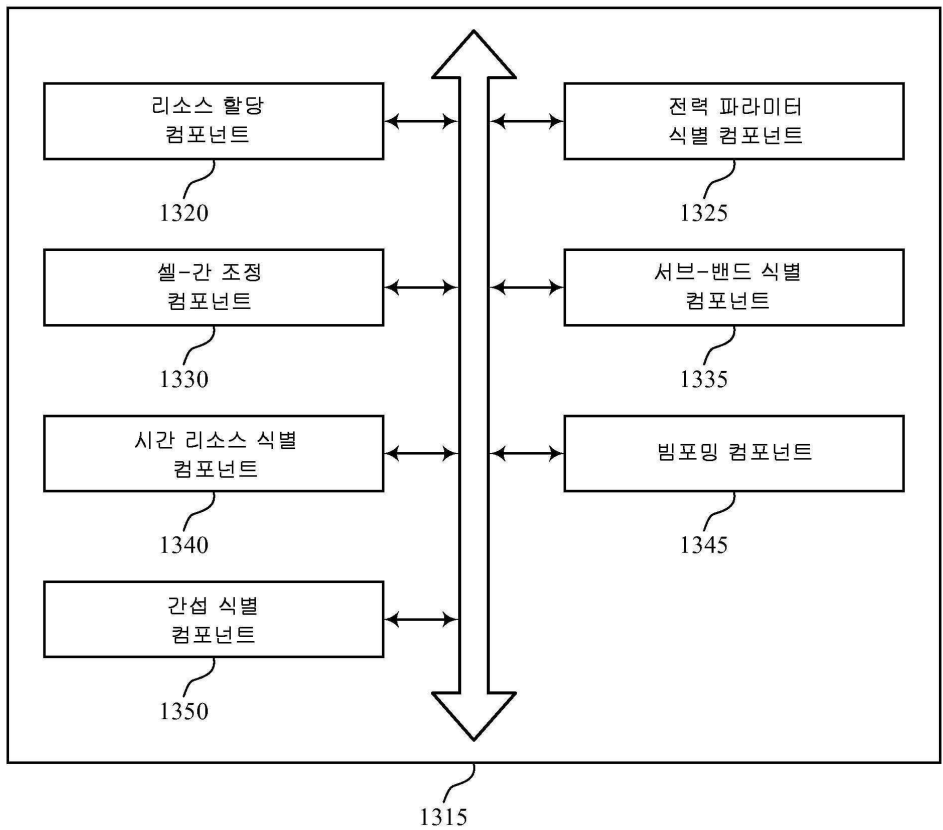 리소스 할당
컴포넌트
1320
전력 파라미터
식별 컴포넌트
1325
셀-간 조정
컴포넌트
1330
서브-밴드 식별
컴포넌트
1335
시간 리소스 식별
컴포넌트
1340
빔포밍 컴포넌트
1345
간섭 식별
컴포넌트
1350
1315